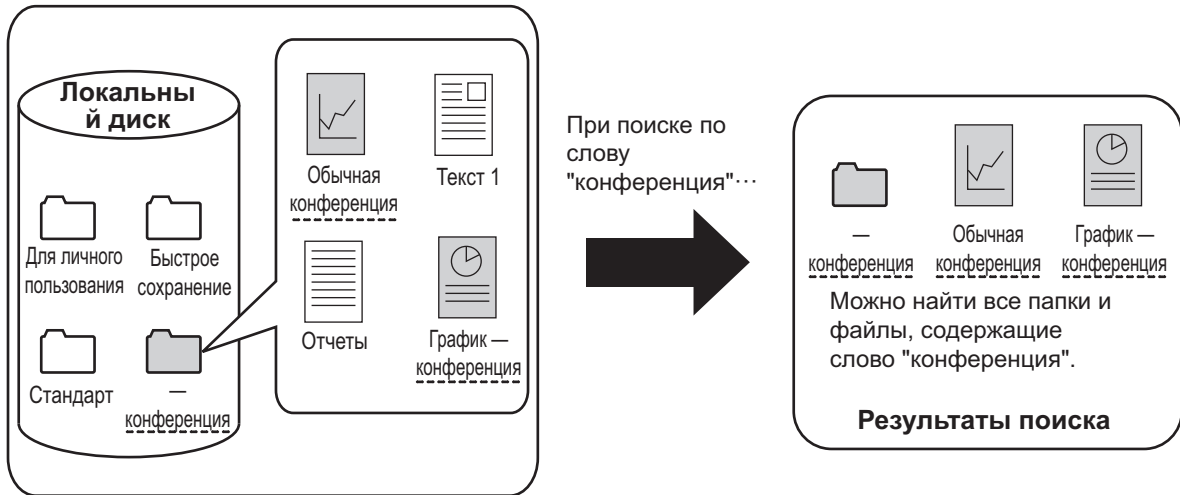 Локальны
й диск
Для личного
пользования
Быстрое
сохранение
Стандарт
—
конференция
Обычная
конференция
Текст 1
Отчеты
График —
конференция
При поиске по
слову
"конференция"···
—
конференция
Обычная
конференция
График —
конференция
Можно найти все папки и
файлы, содержащие
слово "конференция".
Результаты поиска